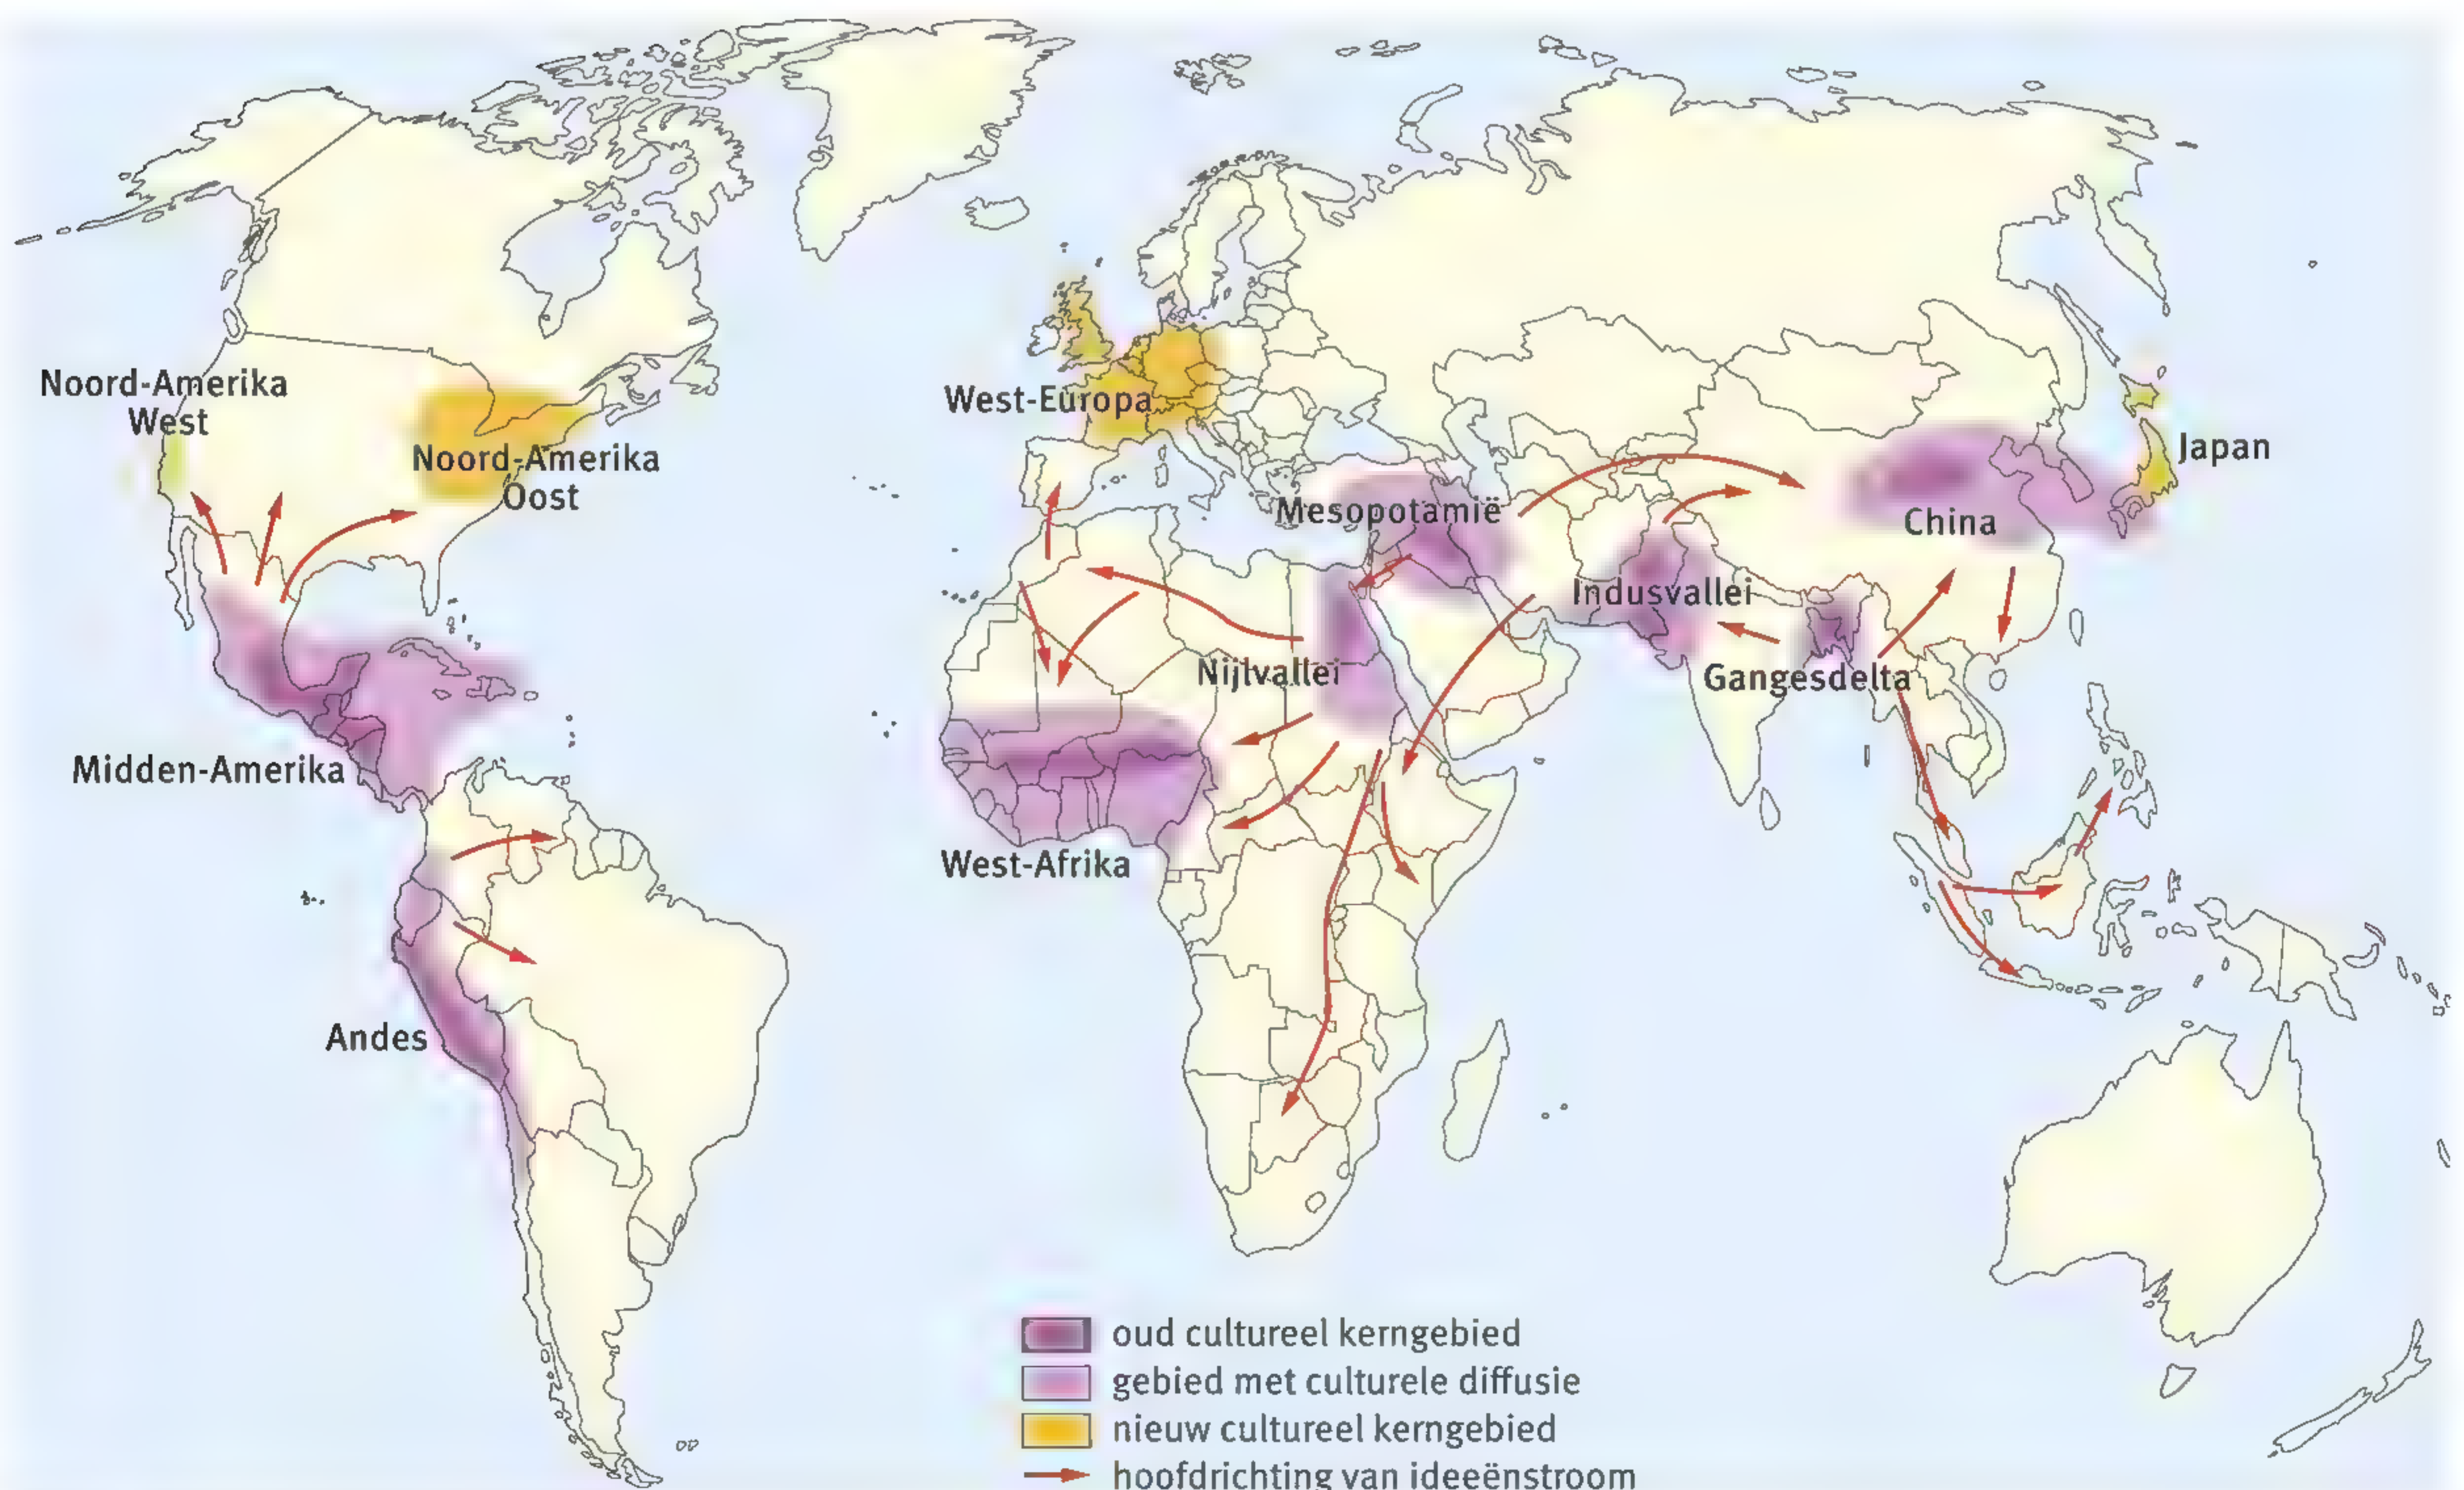 Noord-Amerika
West
Noord-Amerika
Oost
West-Europa
Japan
Mesopotamië
China
Indusvallei
Nijlvallei
Gangesdelta
Midden-Amerika
West-Afrika
Andes
oud cultureel kerngebied
gebied met culturele diffusie
nieuw cultureel kerngebied
hoofdrichting van ideeënstroom